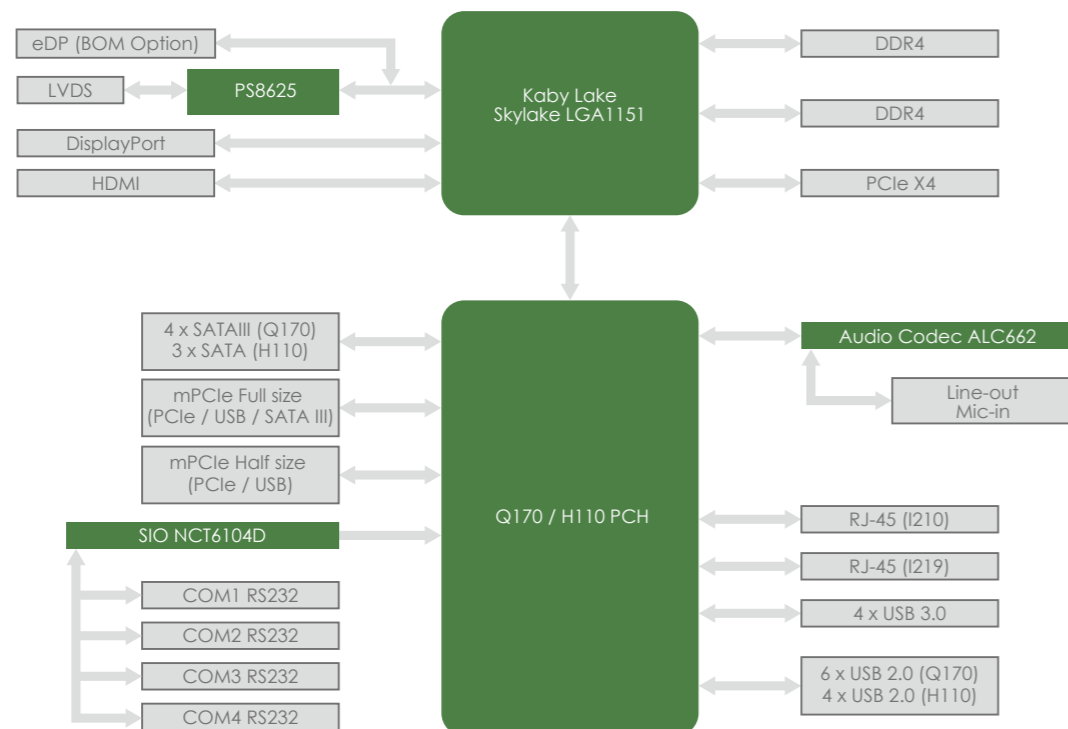 eDP (BOM Option)
LVDS
PS8625
DisplayPort
HDMI
Kaby Lake
Skylake LGA1151
DDR4
DDR4
PCIe X4
4 x SATAIII (Q170)
3 x SATA (H110)
mPCIe Full size
(PCIe / USB / SATA III)
mPCIe Half size
(PCIe / USB)
SIO NCT6104D
COM1 RS232
COM2 RS232
COM3 RS232
COM4 RS232
Q170 / H110 PCH
Audio Codec ALC662
Line-out
Mic-in
RJ-45 (I210)
RJ-45 (I219)
4 x USB 3.0
6 x USB 2.0 (Q170)
4 x USB 2.0 (H110)